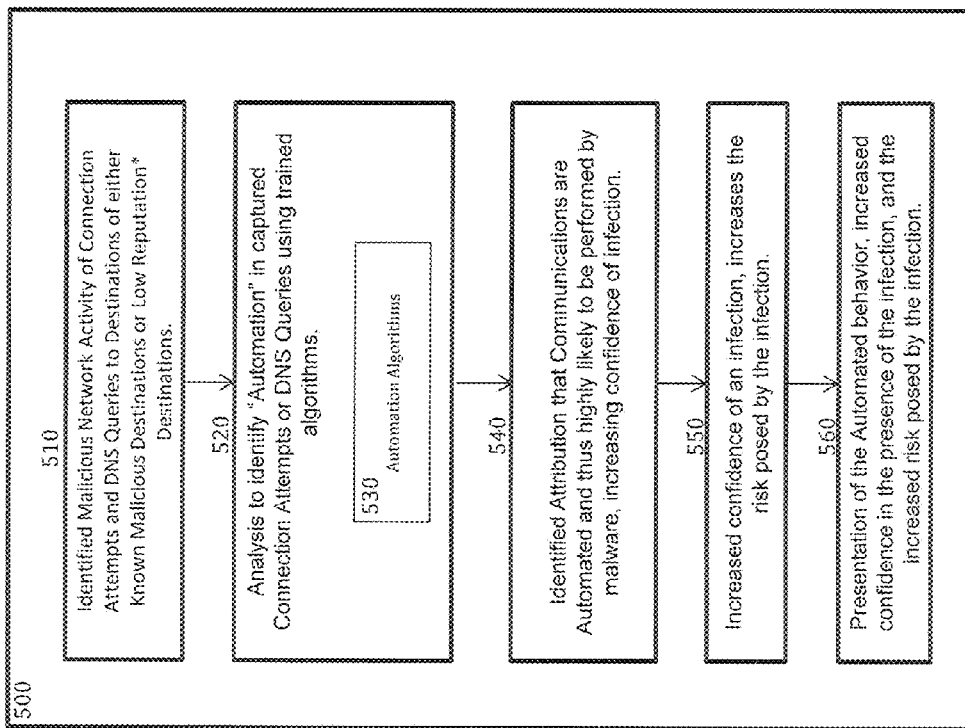 500
510
Identified Malicious Network Activity of Connection
Attempts and DNS Queries to Destinations of either
Known Malicious Destinations or Low Reputation*
Destinations.
520
Analysis to identify "Automation" in captured
Connection Attempts or DNS Queries using trained
algorithms.
530
Automation Algorithms
540
Identified Attribution that Communications are
Automated and thus highly likely to be performed by
malware, increasing confidence of infection.
550
Increased confidence of an infection, increases the
risk posed by the infection.
560
Presentation of the Automated behavior, increased
confidence in the presence of the infection, and the
increased risk posed by the infection.